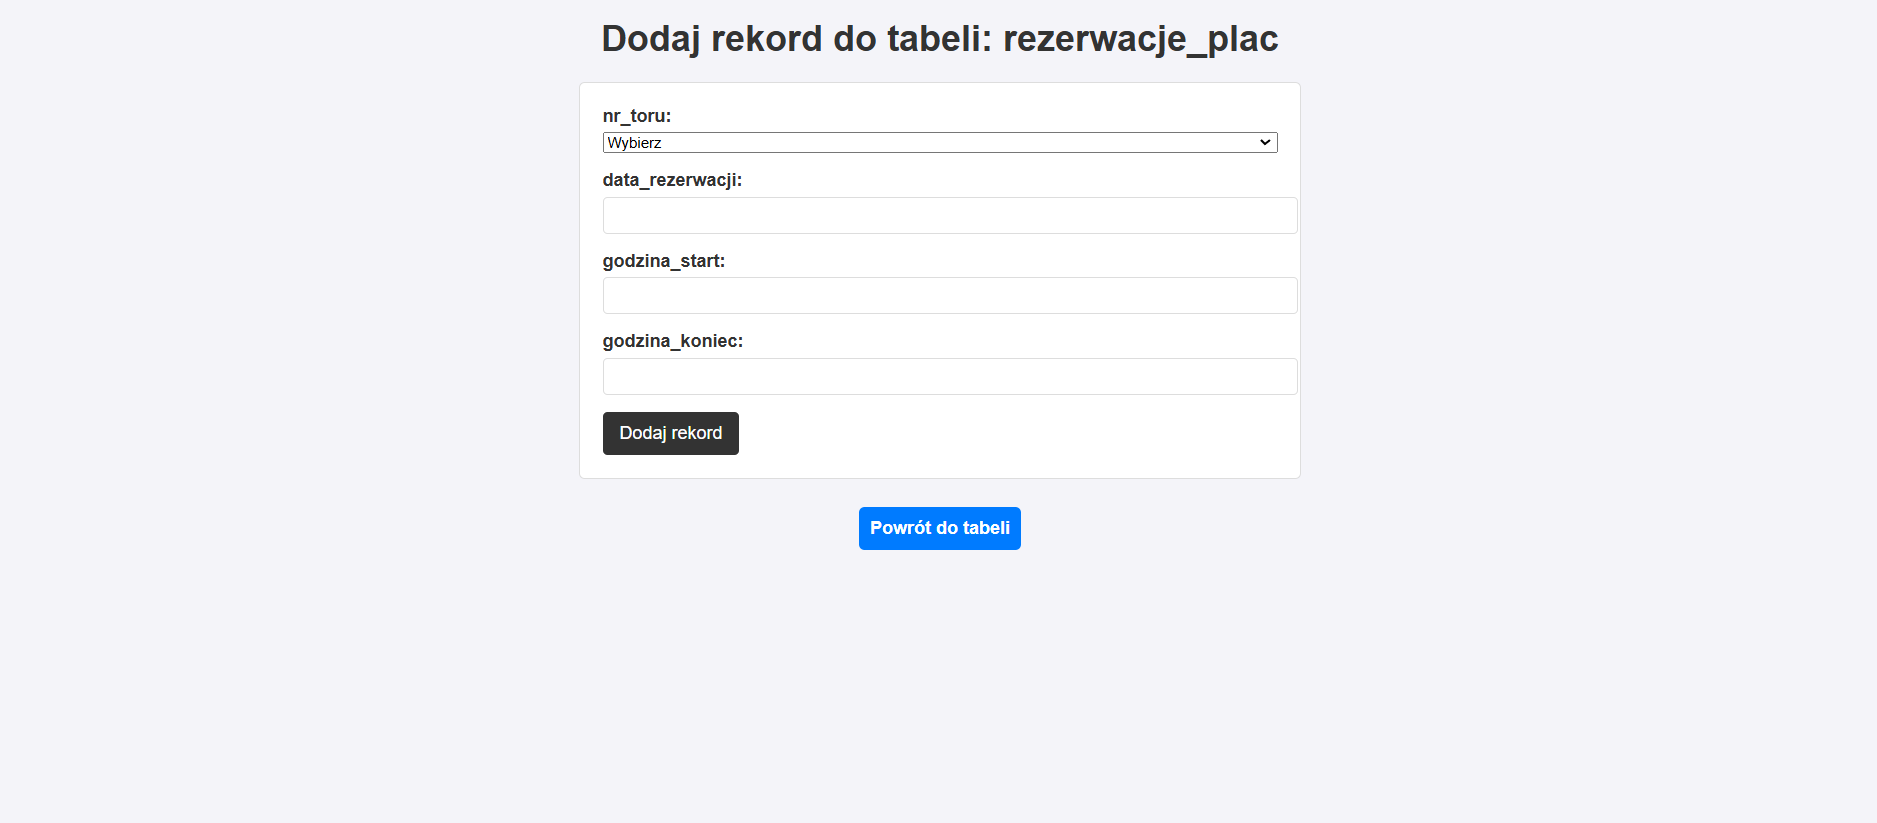 Dodaj rekord do tabeli: rezerwacje_plac
nr_toru:
Wybierz
data_rezerwacji:
godzina_start:
godzina_koniec:
Dodaj rekord
Powrót do tabeli